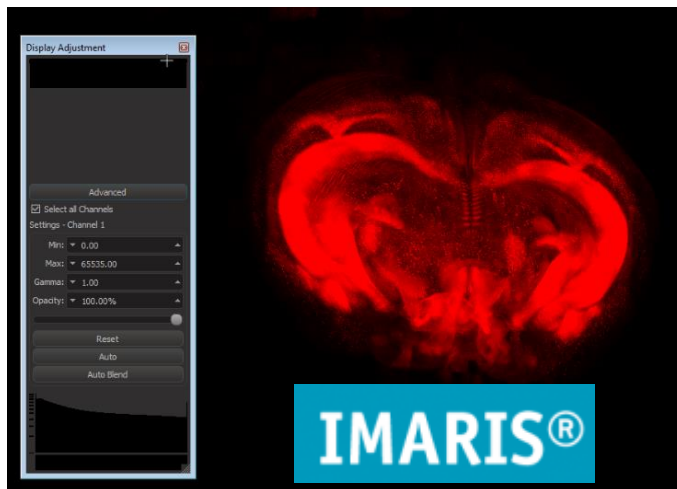 Display Adjustment
Advanced
Select all Channels
Settings - Channel 1
Min: 0.00
Max: 65535.00
Gamma: 1.00
Opacity: 100.00%
Reset
Auto
Auto Blend
IMARIS®